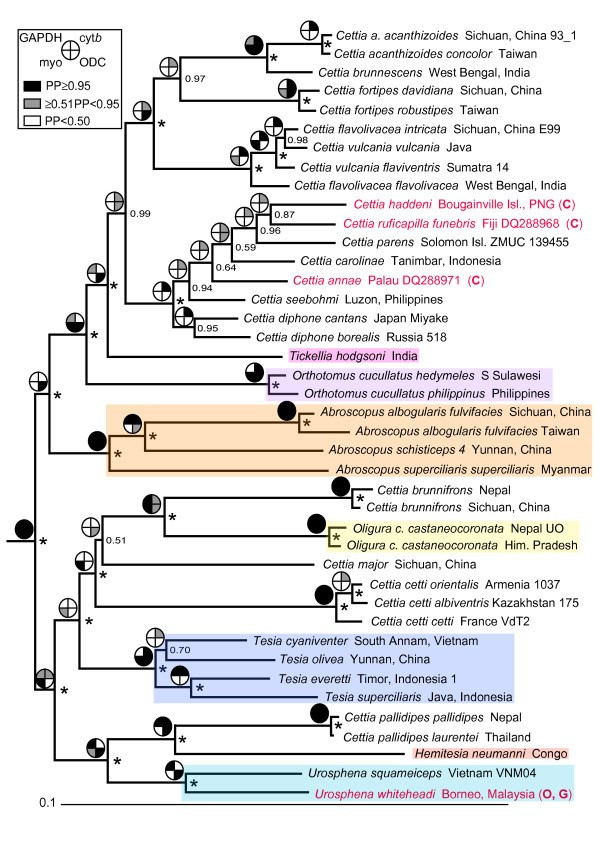 GAPDH cytb
myo ODC
PP≥0.95
≥0.51PP<0.95
PP<0.50
Cettia a. acanthizoides Sichuan, China 93_1
Cettia acanthizoides concolor Taiwan
Cettia brunnescens West Bengal, India
0.97
Cettia fortipes davidiana Sichuan, China
Cettia fortipes robustipes Taiwan
Cettia flavolivacea intricata Sichuan, China E99
0.98
Cettia vulcania vulcania Java
Cettia vulcania flaviventris Sumatra 14
Cettia flavolivacea flavolivacea West Bengal, India
Cettia haddeni Bougainville Isl., PNG (C)
0.87
0.99
Cettia ruficapilla funebris Fiji DQ288968 (C)
0.96
Cettia parens Solomon Isl. ZMUC 139455
0.59
Cettia carolinae Tanimbar, Indonesia
0.64
Cettia annae Palau DQ288971 (C)
0.94
Cettia seebohmi Luzon, Philippines
Cettia diphone cantans Japan Miyake
0.95
Cettia diphone borealis Russia 518
Tickellia hodgsoni India
Orthotomus cucullatus hedymeles S Sulawesi
Orthotomus cucullatus philippinus Philippines
Abroscopus albogularis fulvifacies Sichuan, China
Abroscopus albogularis fulvifacies Taiwan
Abroscopus schisticeps 4 Yunnan, China
Abroscopus superciliaris superciliaris Myanmar
Cettia brunnifrons Nepal
Cettia brunnifrons Sichuan, China
Oligura c. castaneocoronata Nepal UO
0.51
Oligura c. castaneocoronata Him. Pradesh
Cettia major Sichuan, China
Cettia cetti orientalis Armenia 1037
Cettia cetti albiventris Kazakhstan 175
Cettia cetti cetti France VdT2
Tesia cyaniventer South Annam, Vietnam
0.70
Tesia olivea Yunnan, China
Tesia everetti Timor, Indonesia 1
Tesia superciliaris Java, Indonesia
Cettia pallidipes pallidipes Nepal
Cettia pallidipes laurentei Thailand
Hemitesia neumanni Congo
Urosphena squameiceps Vietnam VNM04
Urosphena whiteheadi Borneo, Malaysia (O, G)
0.1